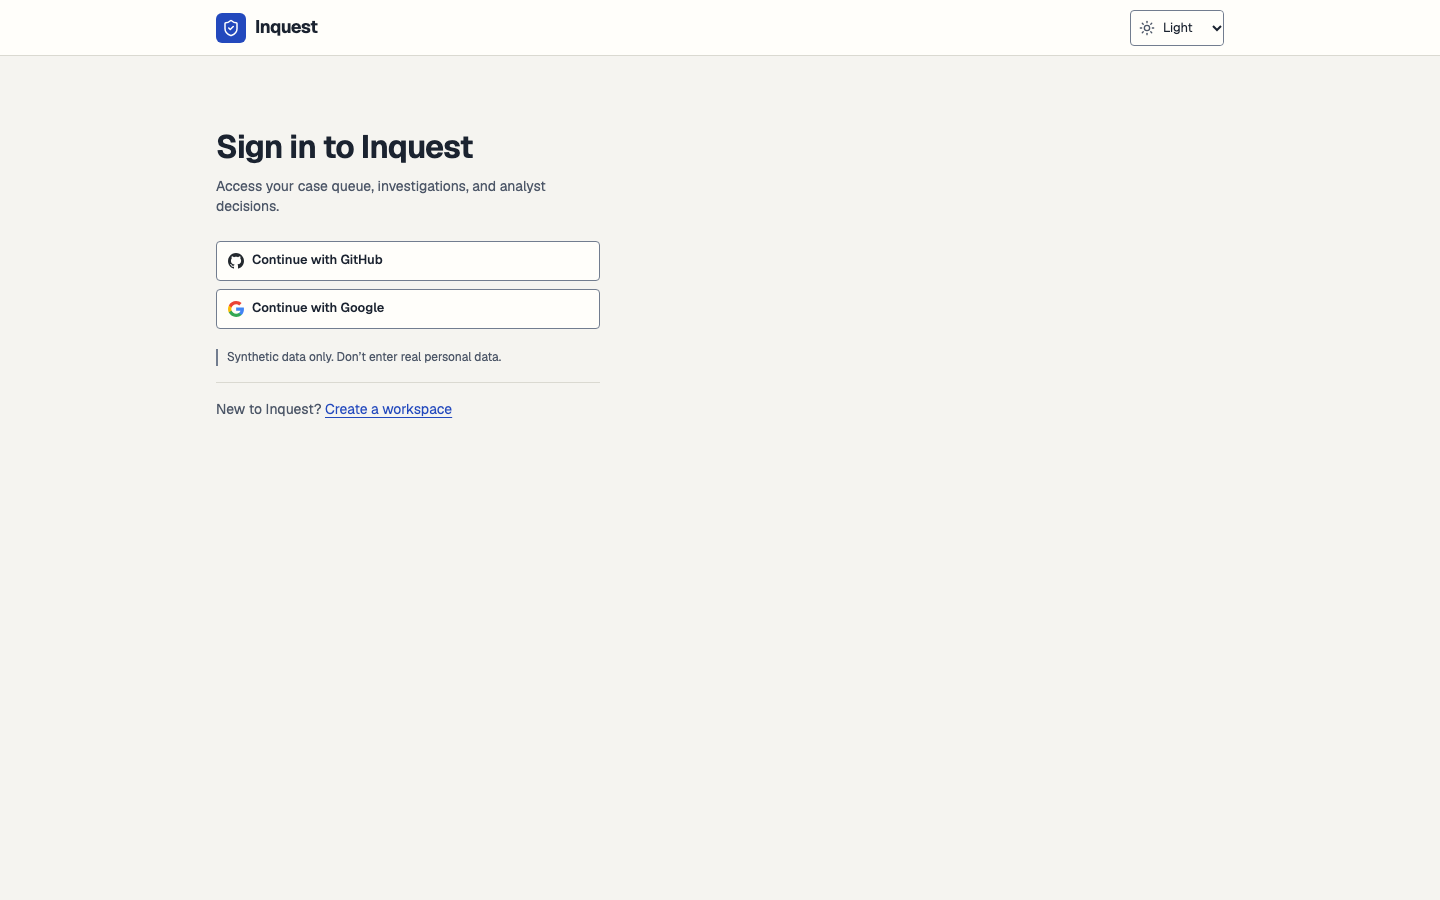 Inquest
Light
Sign in to Inquest
Access your case queue, investigations, and analyst
decisions.
Continue with GitHub
Continue with Google
Synthetic data only. Don’t enter real personal data.
New to Inquest? Create a workspace